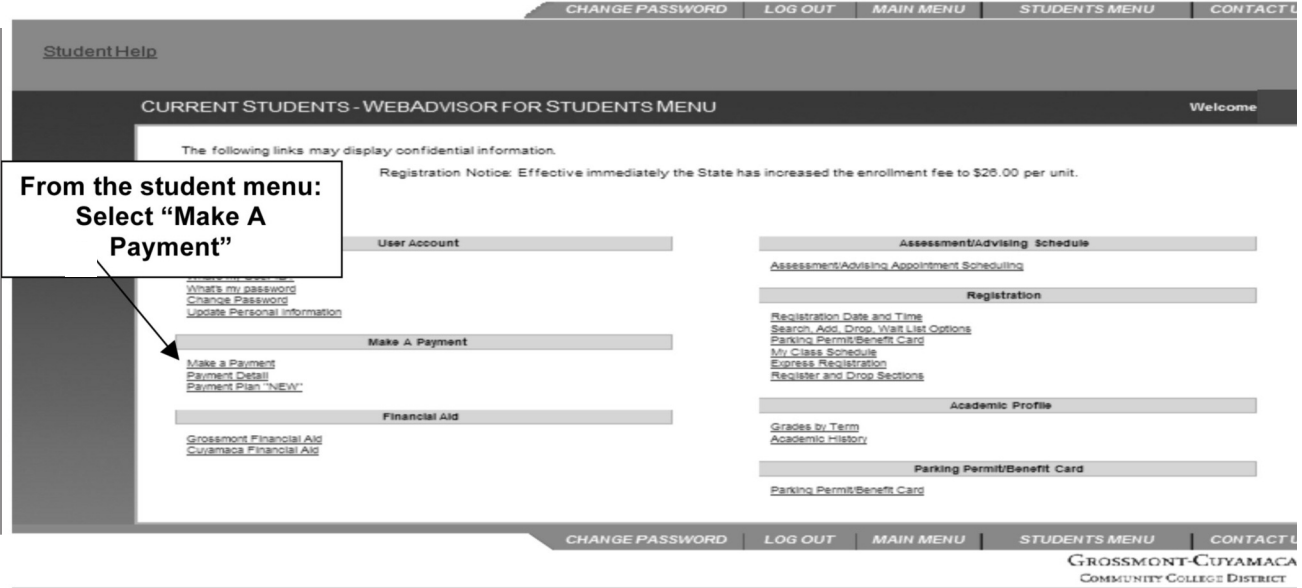 CHANGE PASSWORD LOG OUT MAIN MENU STUDENTS MENU CONTACT U
Student Help
CURRENT STUDENTS - WEBADVISOR FOR STUDENTS MENU Welcome
The following links may display confidential information.
Registration Notice: Effective immediately the State has increased the enrollment fee to $26.00 per unit.
From the student menu:
Select “Make A
Payment”
User Account
What's my password
Change Password
Update Personal Information
Make A Payment
Make a Payment
Payment Detail
Payment Plan "NEW"
Financial Aid
Grossmont Financial Aid
Cuyamaca Financial Aid
Assessment/Advising Schedule
Assessment/Advising Appointment Scheduling
Registration
Registration Date and Time
Search, Add, Drop, Wait List Options
Parking Permit/Benefit Card
My Class Schedule
Express Registration
Register and Drop Sections
Academic Profile
Grades by Term
Academic History
Parking Permit/Benefit Card
Parking Permit/Benefit Card
CHANGE PASSWORD LOG OUT MAIN MENU STUDENTS MENU CONTACT U
GROSSMONT-CUYAMACA
COMMUNITY COLLEGE DISTRICT